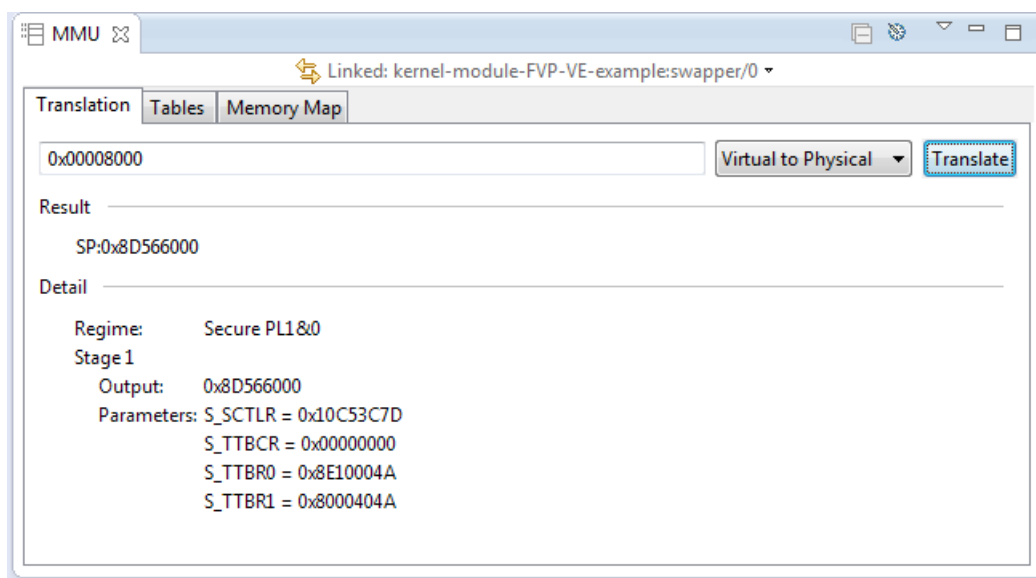 MMU
Linked: kernel-module-FVP-VE-example:swapper/0
Translation Tables Memory Map
0x00008000 Virtual to Physical Translate
Result
SP:0x8D566000
Detail
Regime: Secure PL1&0
Stage 1
Output: 0x8D566000
Parameters: S_SCTLR = 0x10C53C7D
S_TTBCR = 0x00000000
S_TTBR0 = 0x8E10004A
S_TTBR1 = 0x8000404A